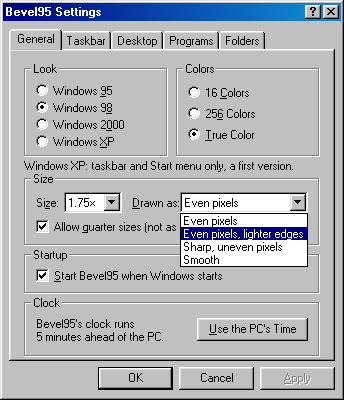 Bevel95 Settings
General Taskbar Desktop Programs Folders
Look
Windows 95
Windows 98
Windows 2000
Windows XP
Colors
16 Colors
256 Colors
True Color
Windows XP: taskbar and Start menu only, a first version.
Size
Size: 1.75× Drawn as: Even pixels
Even pixels
Even pixels, lighter edges
Sharp, uneven pixels
Smooth
Allow quarter sizes (not as
Startup
Start Bevel95 when Windows starts
Clock
Bevel95's clock runs
5 minutes ahead of the PC.
Use the PC's Time
OK Cancel Apply